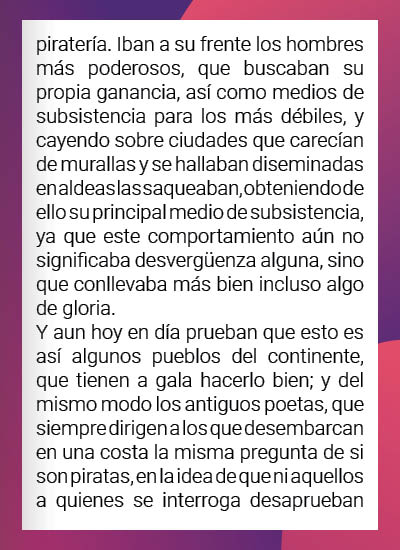 piratería. Iban a su frente los hombres
más poderosos, que buscaban su
propia ganancia, así como medios de
subsistencia para los más débiles, y
cayendo sobre ciudades que carecían
de murallas y se hallaban diseminadas
en aldeas las saqueaban, obteniendo de
ello su principal medio de subsistencia,
ya que este comportamiento aún no
significaba desvergüenza alguna, sino
que conllevaba más bien incluso algo
de gloria.
Y aun hoy en día prueban que esto es
así algunos pueblos del continente,
que tienen a gala hacerlo bien; y del
mismo modo los antiguos poetas, que
siempre dirigen a los que desembarcan
en una costa la misma pregunta de si
son piratas, en la idea de que ni aquellos
a quienes se interroga desaprueban